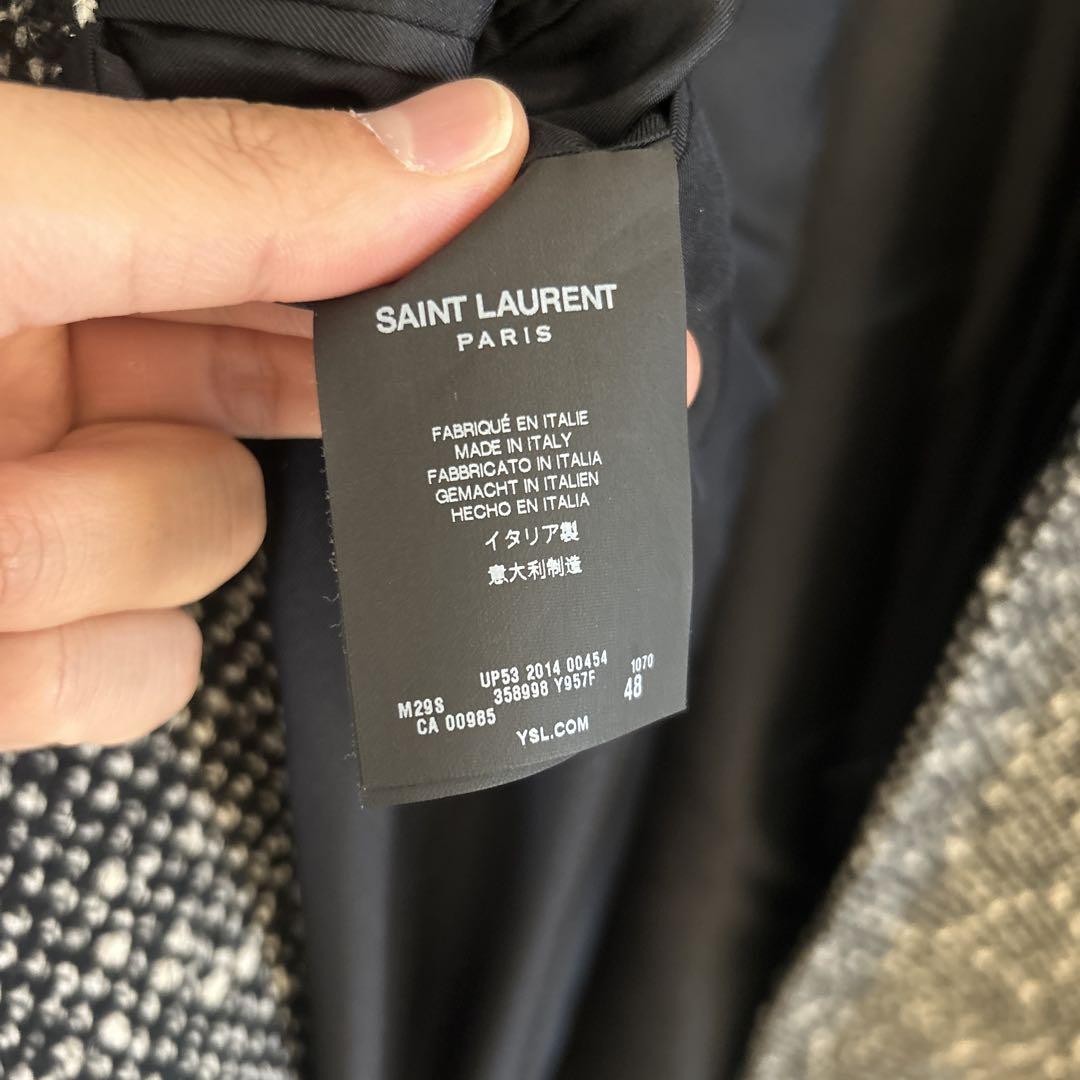 SAINT LAURENT
PARIS
FABRIQUÉ EN ITALIE
MADE IN ITALY
FABBRICATO IN ITALIA
GEMACHT IN ITALIEN
HECHO EN ITALIA
イタリア製
意大利制造
UP53 2014 00454 1070
M29S 358998 Y957F 48
CA 00985
YSL.COM